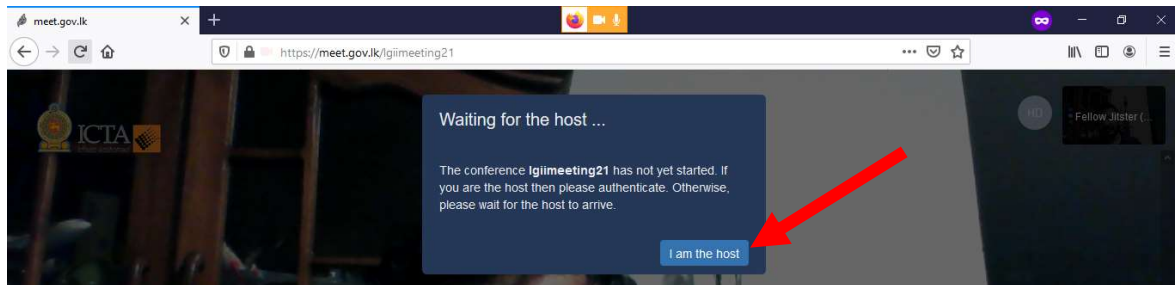 meet.gov.lk
https://meet.gov.lk/lgiimeeting21
ICTA
Waiting for the host ...
HD
Fellow Jitster (...
The conference lgiimeeting21 has not yet started. If
you are the host then please authenticate. Otherwise,
please wait for the host to arrive.
I am the host